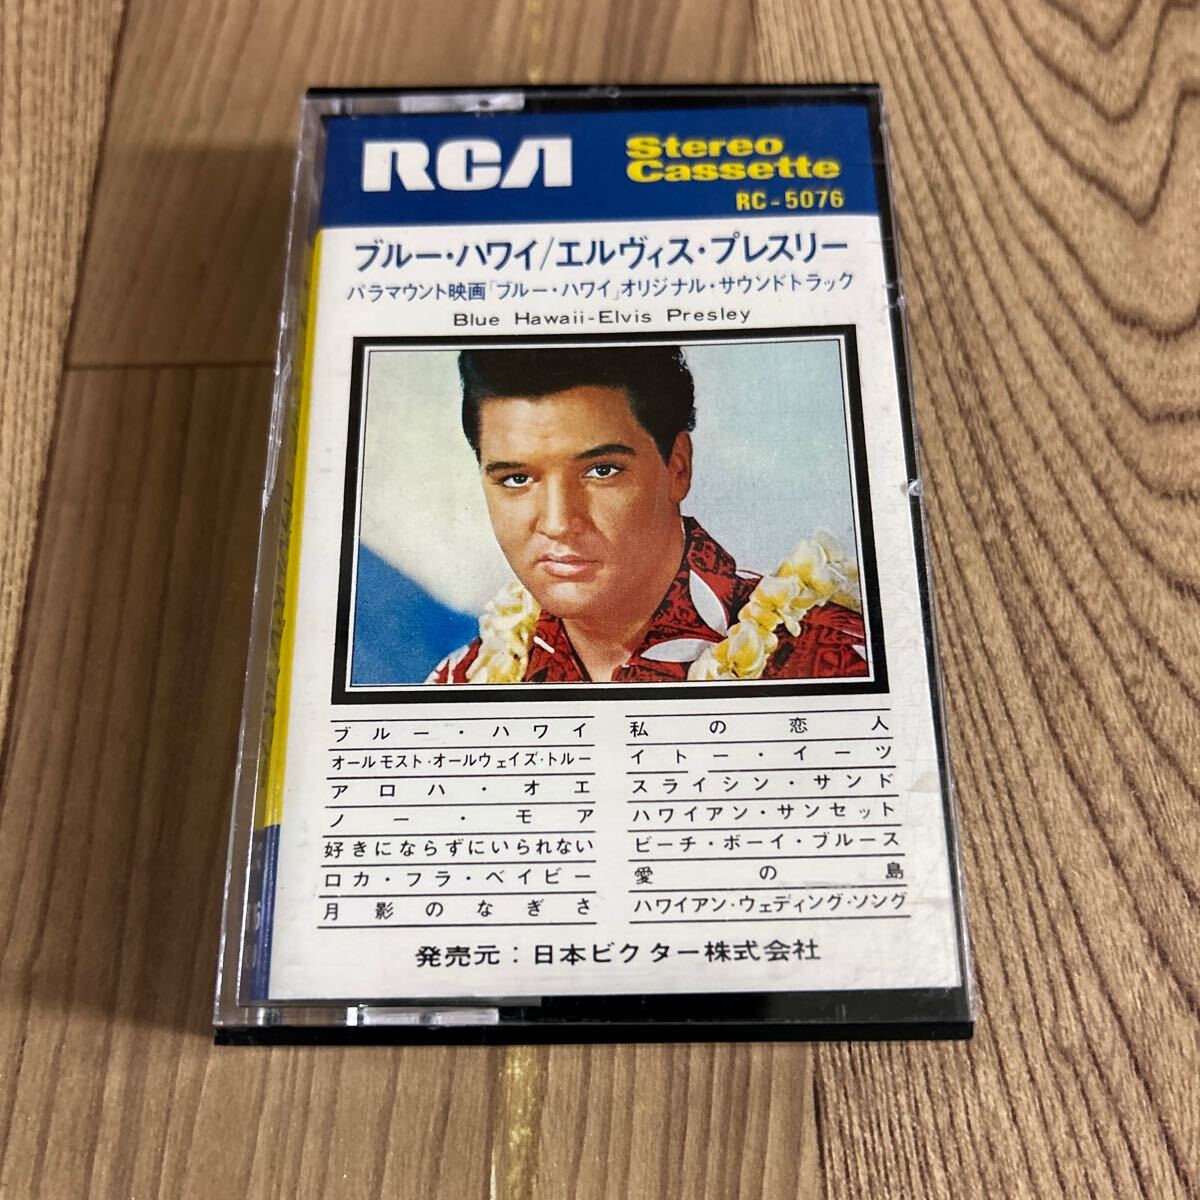 RCA
Stereo
Cassette
RC-5076
ブルー・ハワイ/エルヴィス・プレスリー
パラマウント映画「ブルー・ハワイ」オリジナル・サウンドトラック
Blue Hawaii-Elvis Presley
ブルー・ハワイ
オールモスト・オールウェイズ・トルー
アロハ・オエ
ノー・モア
好きにならずにいられない
ロカ・フラ・ベイビー
月影のなぎさ
私の恋人
イトー・イーツ
スライシン・サンド
ハワイアン・サンセット
ビーチ・ボーイ・ブルース
愛の島
ハワイアン・ウェディング・ソング
発売元：日本ビクター株式会社